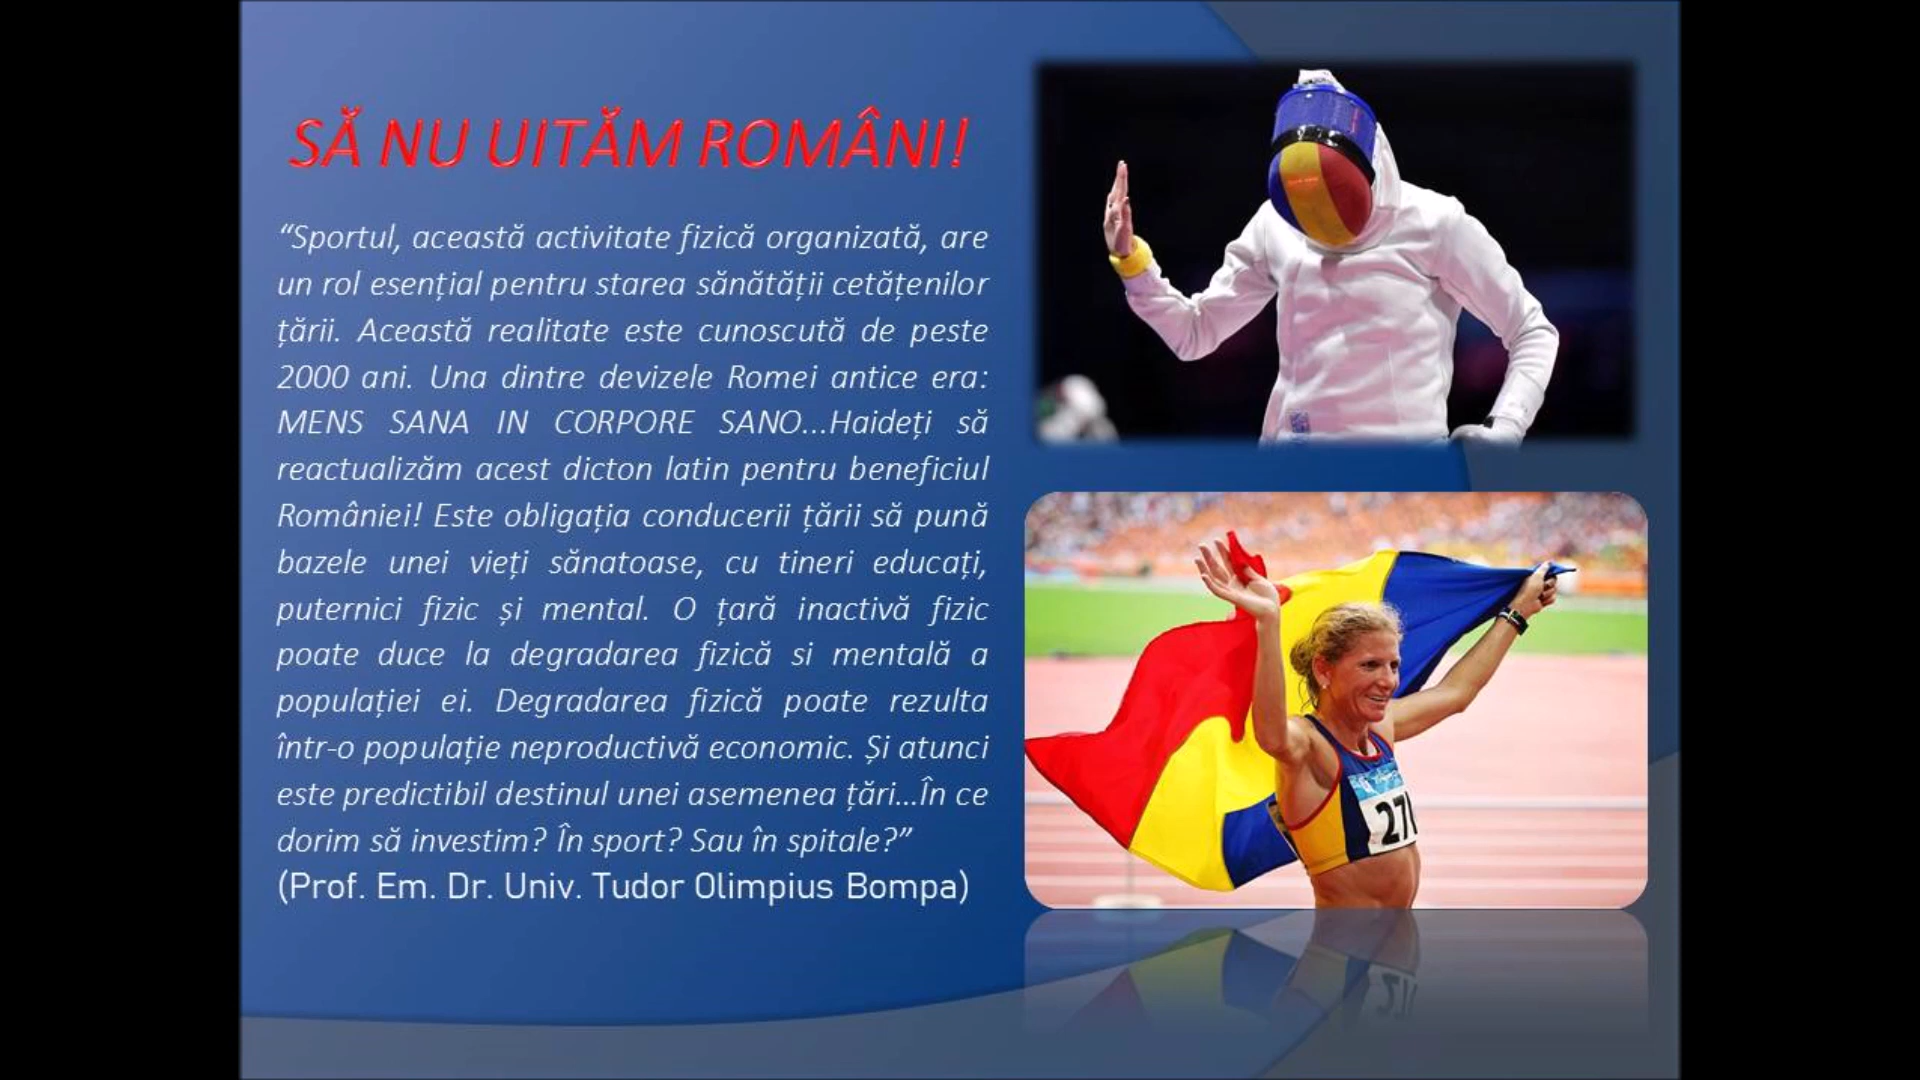 SĂ NU UITĂM ROMÂNI!
“Sportul, această activitate fizică organizată, are
un rol esențial pentru starea sănătății cetățenilor
țării. Această realitate este cunoscută de peste
2000 ani. Una dintre devizele Romei antice era:
MENS SANA IN CORPORE SANO...Haideți să
reactualizăm acest dicton latin pentru beneficiul
României! Este obligația conducerii țării să pună
bazele unei vieți sănatoase, cu tineri educați,
puternici fizic și mental. O țară inactivă fizic
poate duce la degradarea fizică si mentală a
populației ei. Degradarea fizică poate rezulta
într-o populație neproductivă economic. Și atunci
este predictibil destinul unei asemenea țări...În ce
dorim să investim? În sport? Sau în spitale?”
(Prof. Em. Dr. Univ. Tudor Olimpius Bompa)